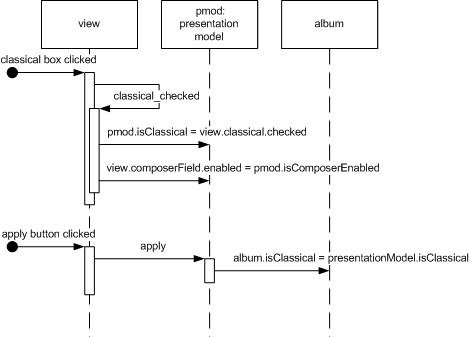 view
pmod:
presentation
model
album
classical box clicked
classical_checked
pmod.isClassical = view.classical.checked
view.composerField.enabled = pmod.isComposerEnabled
apply button clicked
apply
album.isClassical = presentationModel.isClassical